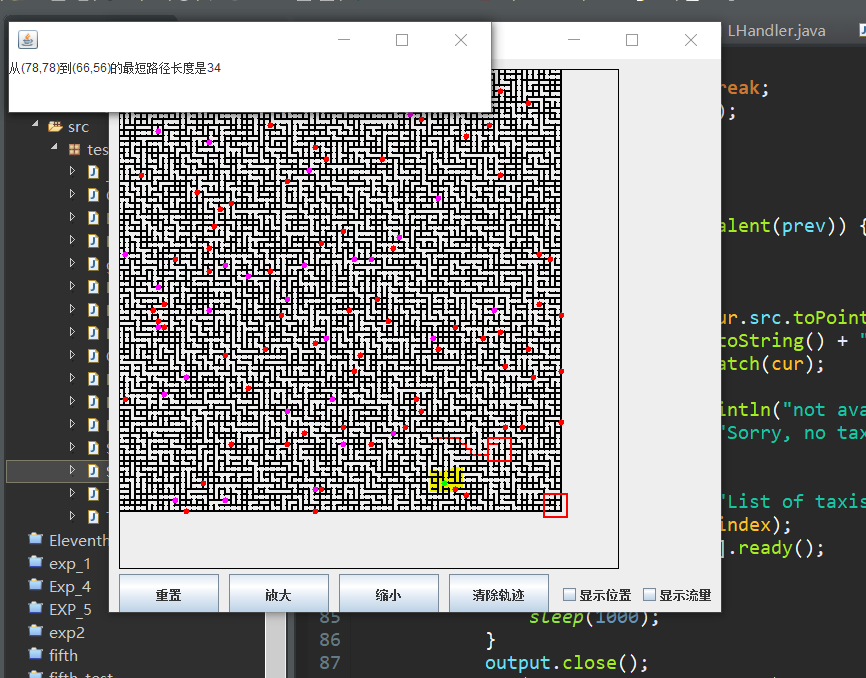 从(78,78)到(66,56)的最短路径长度是34
LHandler.java
src
tes
Eleventh
exp_1
Exp_4
EXP_5
exp2
fifth
fifth_test
reak;
);
alent(prev)) {
ur.src.toPoint
toString() + "
atch(cur);
intln("not ava
"Sorry, no tax
"List of taxis
index);
].ready();
重置
放大
缩小
清除轨迹
显示位置
显示流量
85 sleep(1000);
86 }
87 output.close();